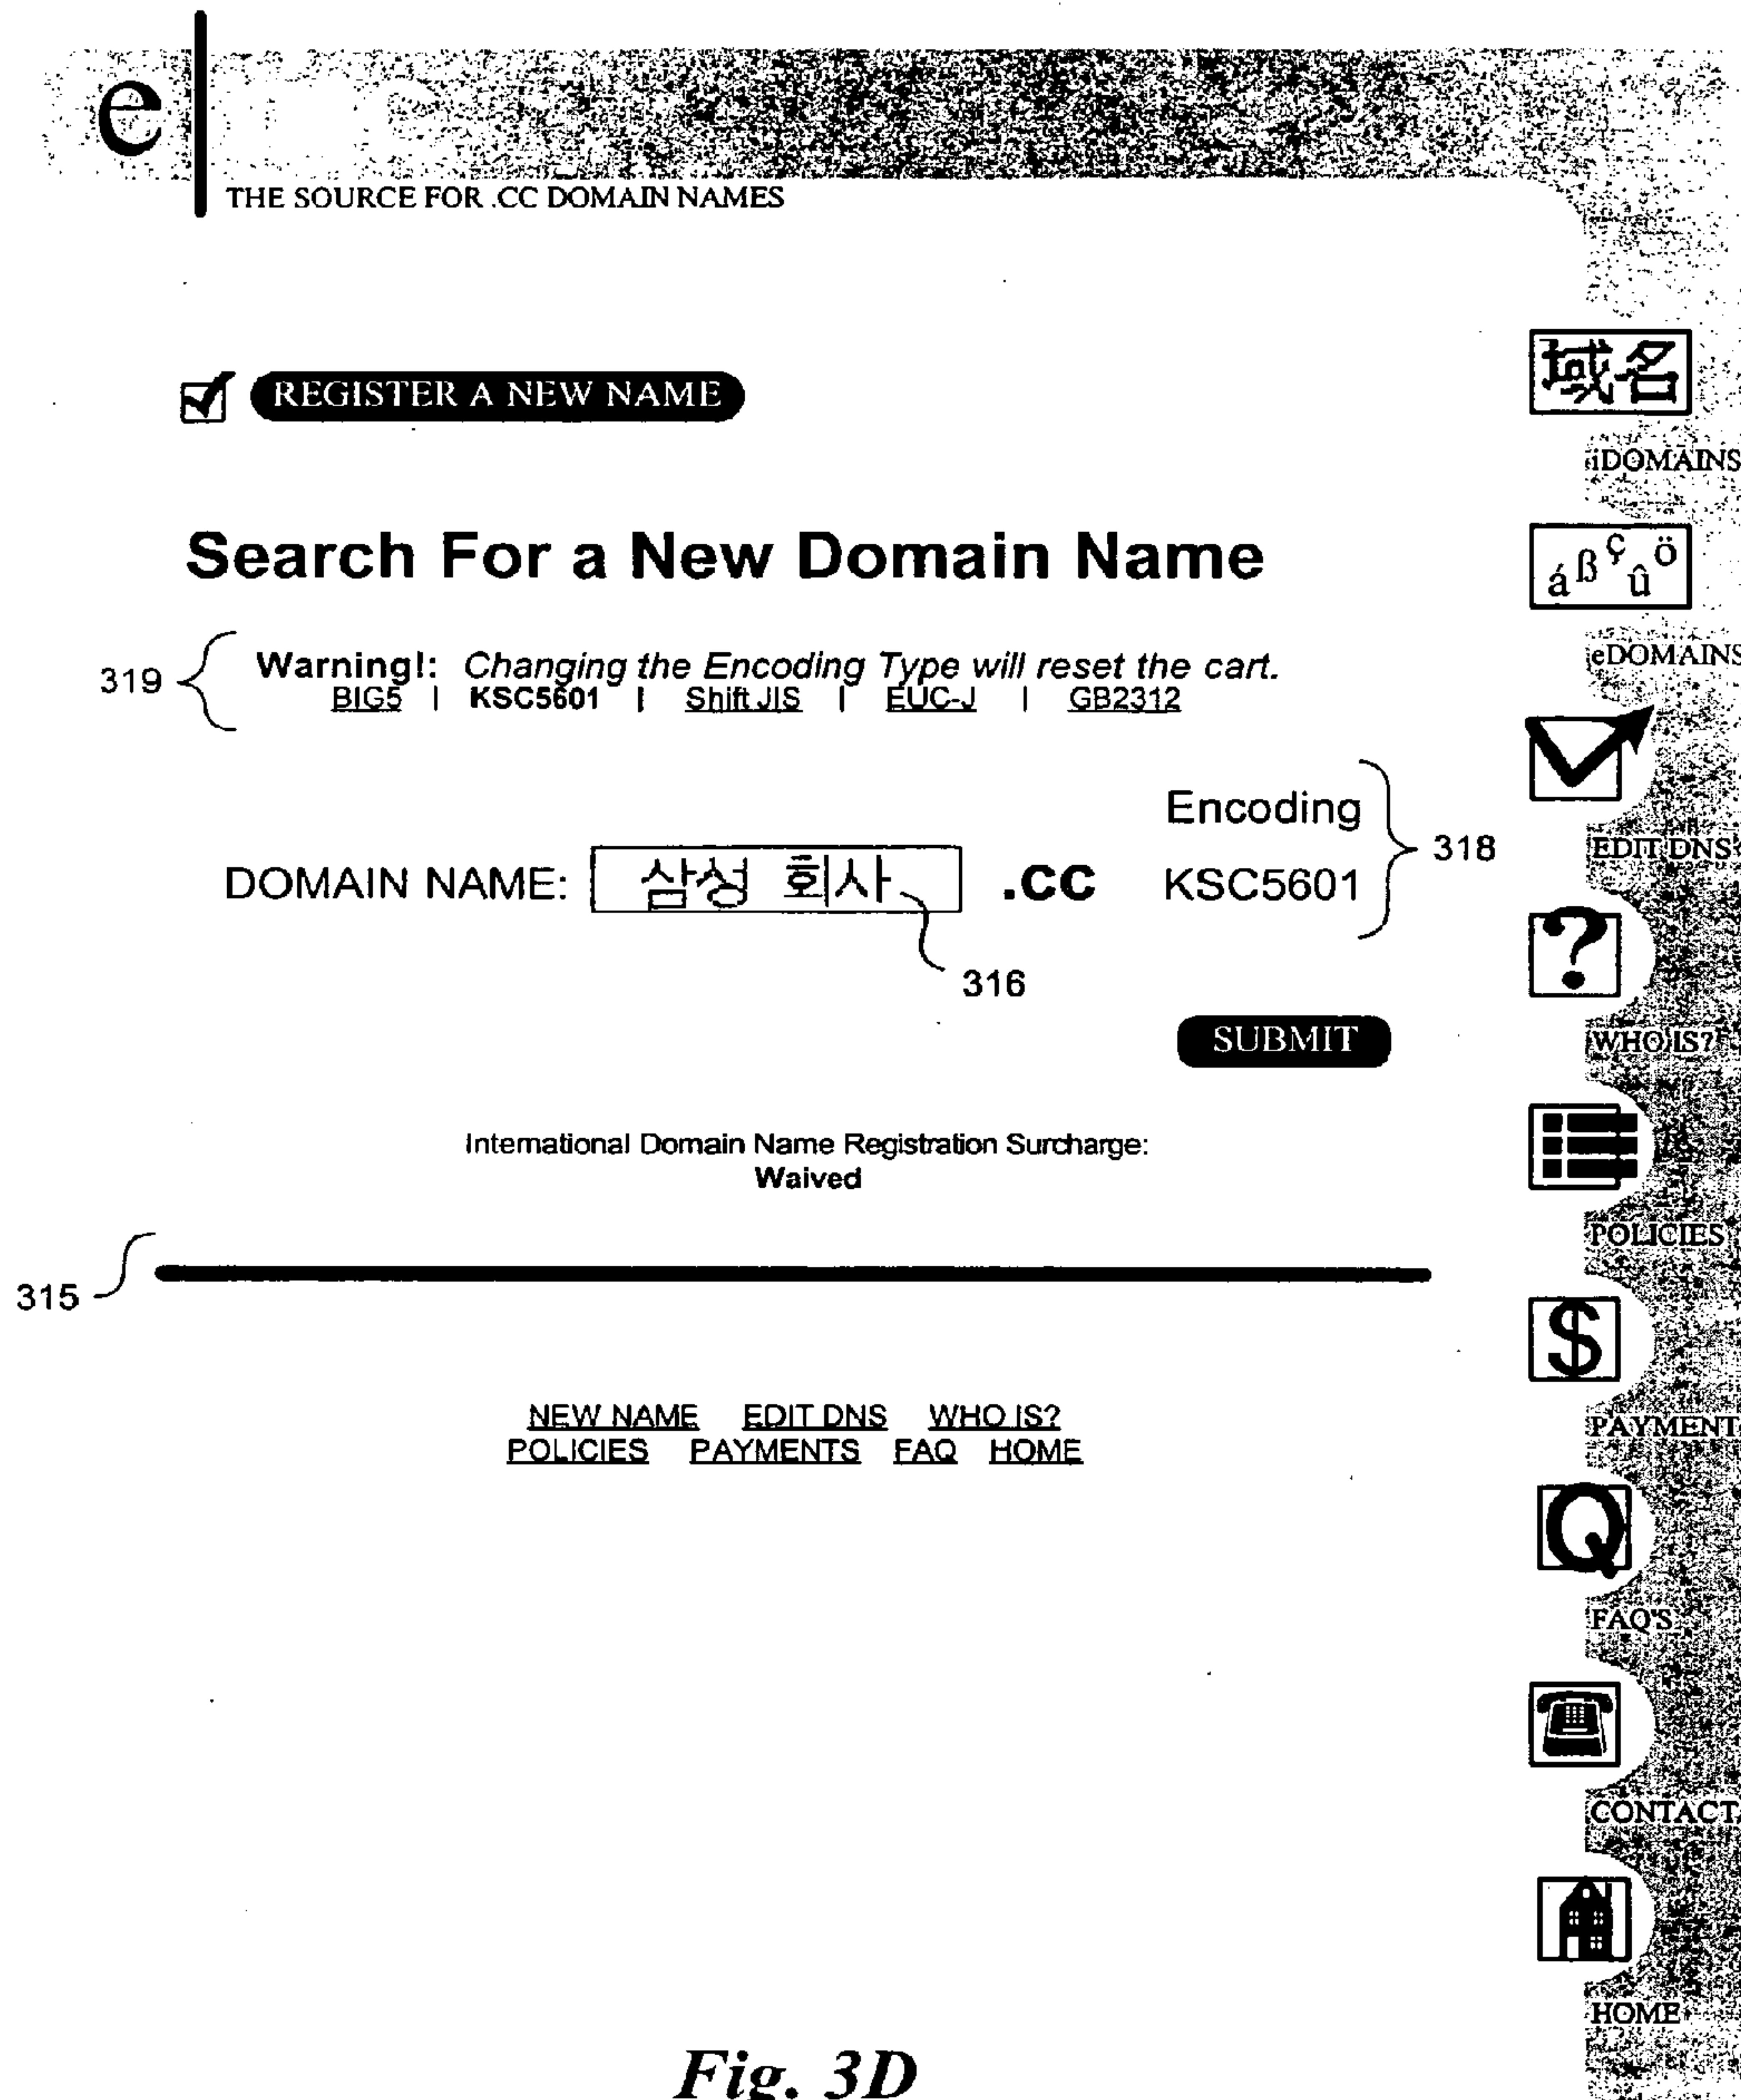 e
THE SOURCE FOR .CC DOMAIN NAMES
REGISTER A NEW NAME
Search For a New Domain Name
319
Warning!: Changing the Encoding Type will reset the cart.
BIG5 | KSC5601 | Shift JIS | EUC-J | GB2312
Encoding
DOMAIN NAME: 삼성 회사 .cc KSC5601
318
316
SUBMIT
International Domain Name Registration Surcharge:
Waived
315
NEW NAME EDIT DNS WHO IS?
POLICIES PAYMENTS FAQ HOME
域名
iDOMAINS
á ß ç û ö
eDOMAINS
EDIT DNS
?
WHO IS?
POLICIES
$
PAYMENT
Q
FAQ'S
CONTACT
HOME
Fig. 3D